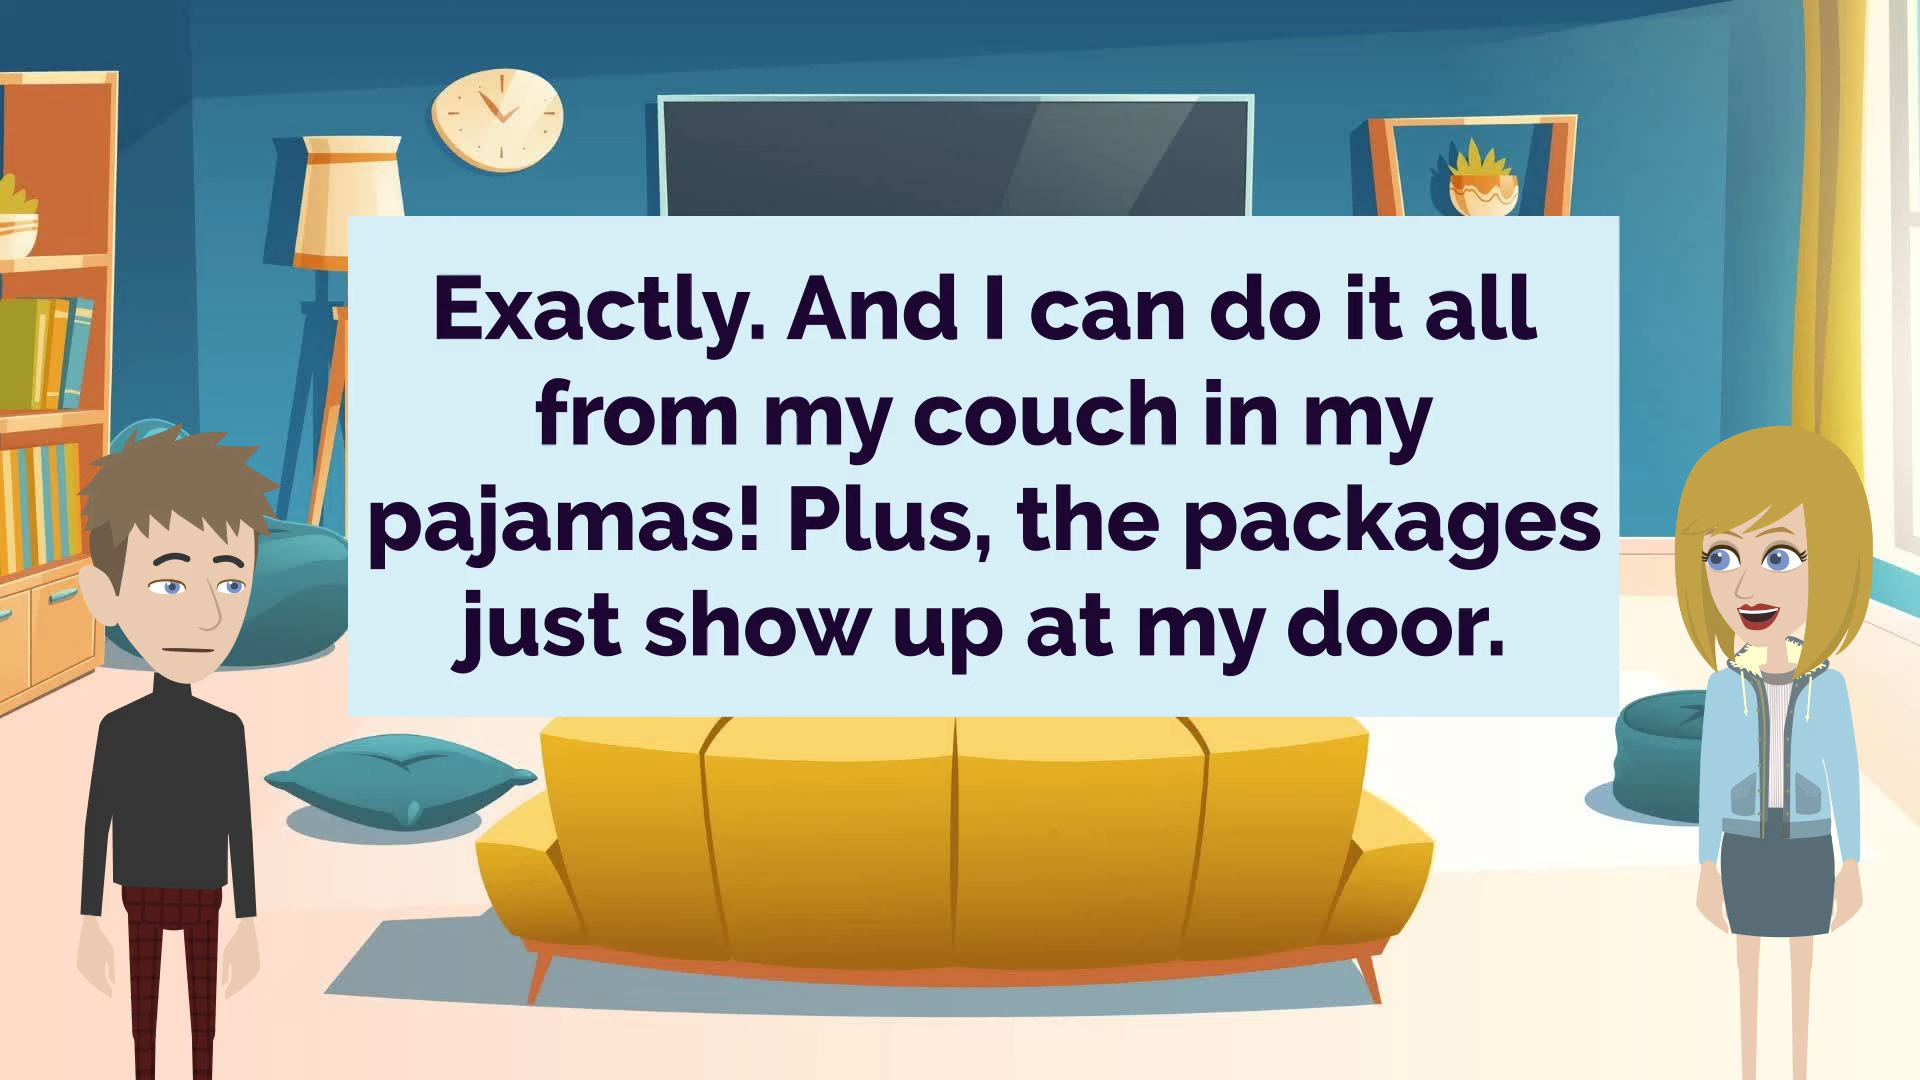 Exactly. And I can do it all
from my couch in my
pajamas! Plus, the packages
just show up at my door.